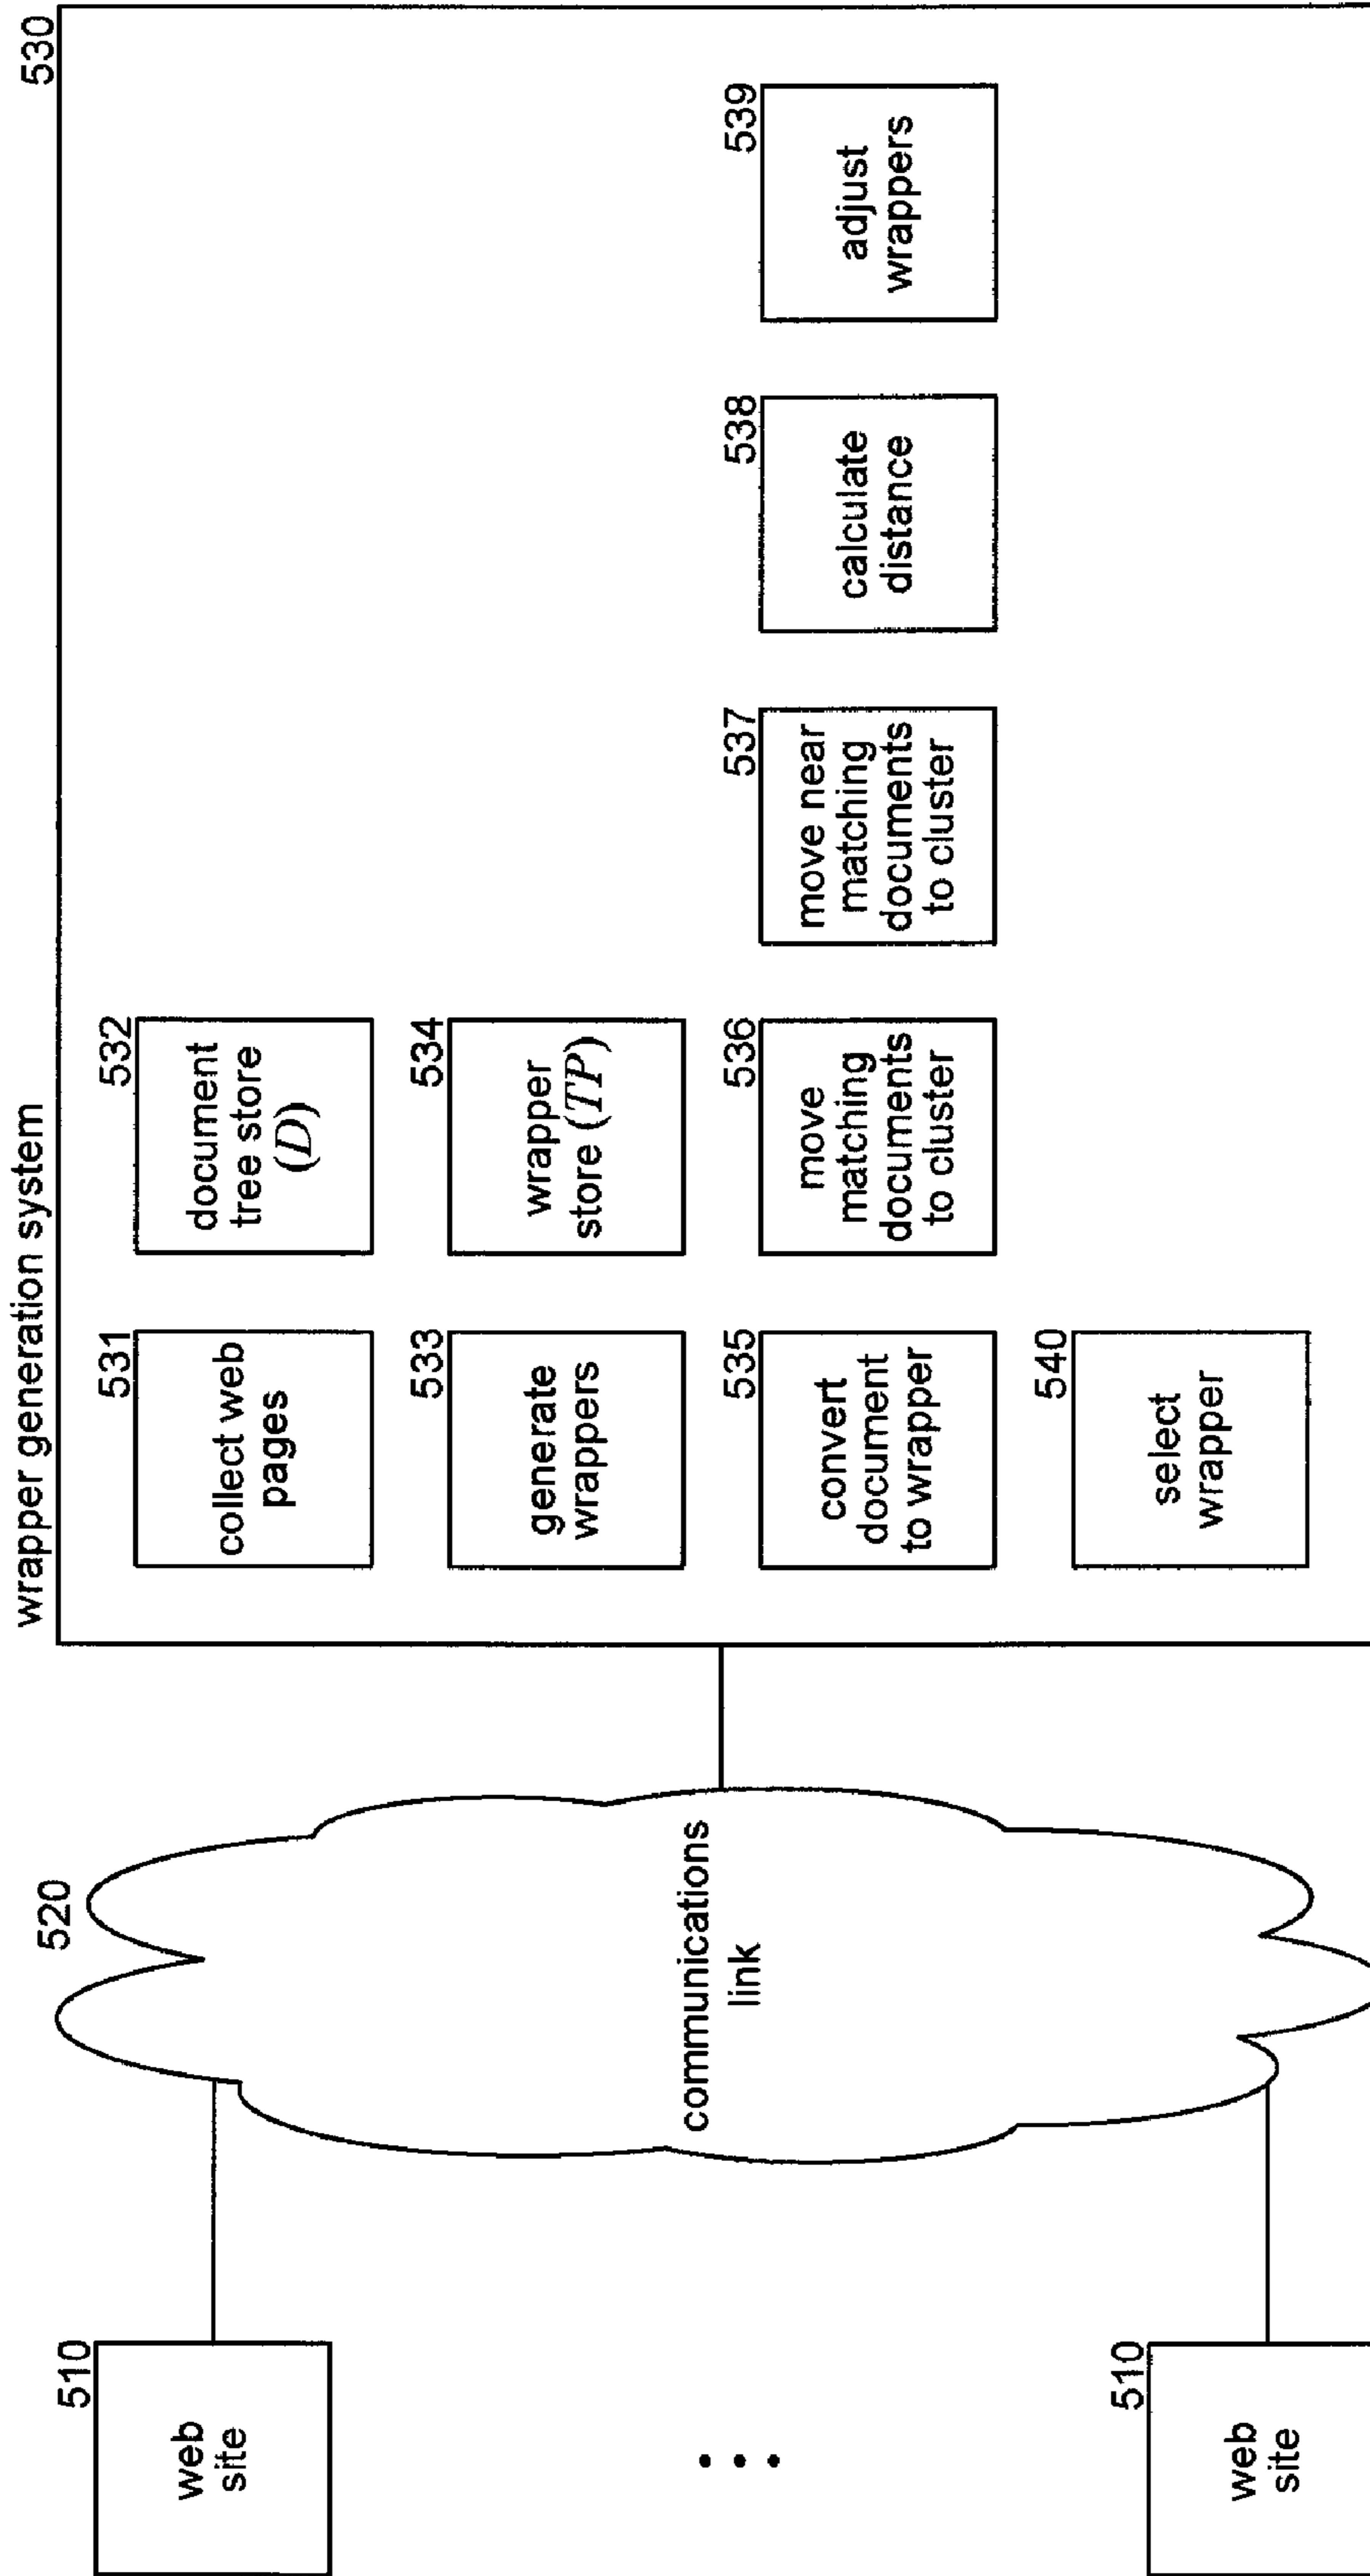 510
web
site
510
web
site
520
communications
link
wrapper generation system
530
531
collect web
pages
532
document
tree store
(D)
533
generate
wrappers
534
wrapper
store (TP)
535
convert
document
to wrapper
536
move
matching
documents
to cluster
537
move near
matching
documents
to cluster
538
calculate
distance
539
adjust
wrappers
540
select
wrapper